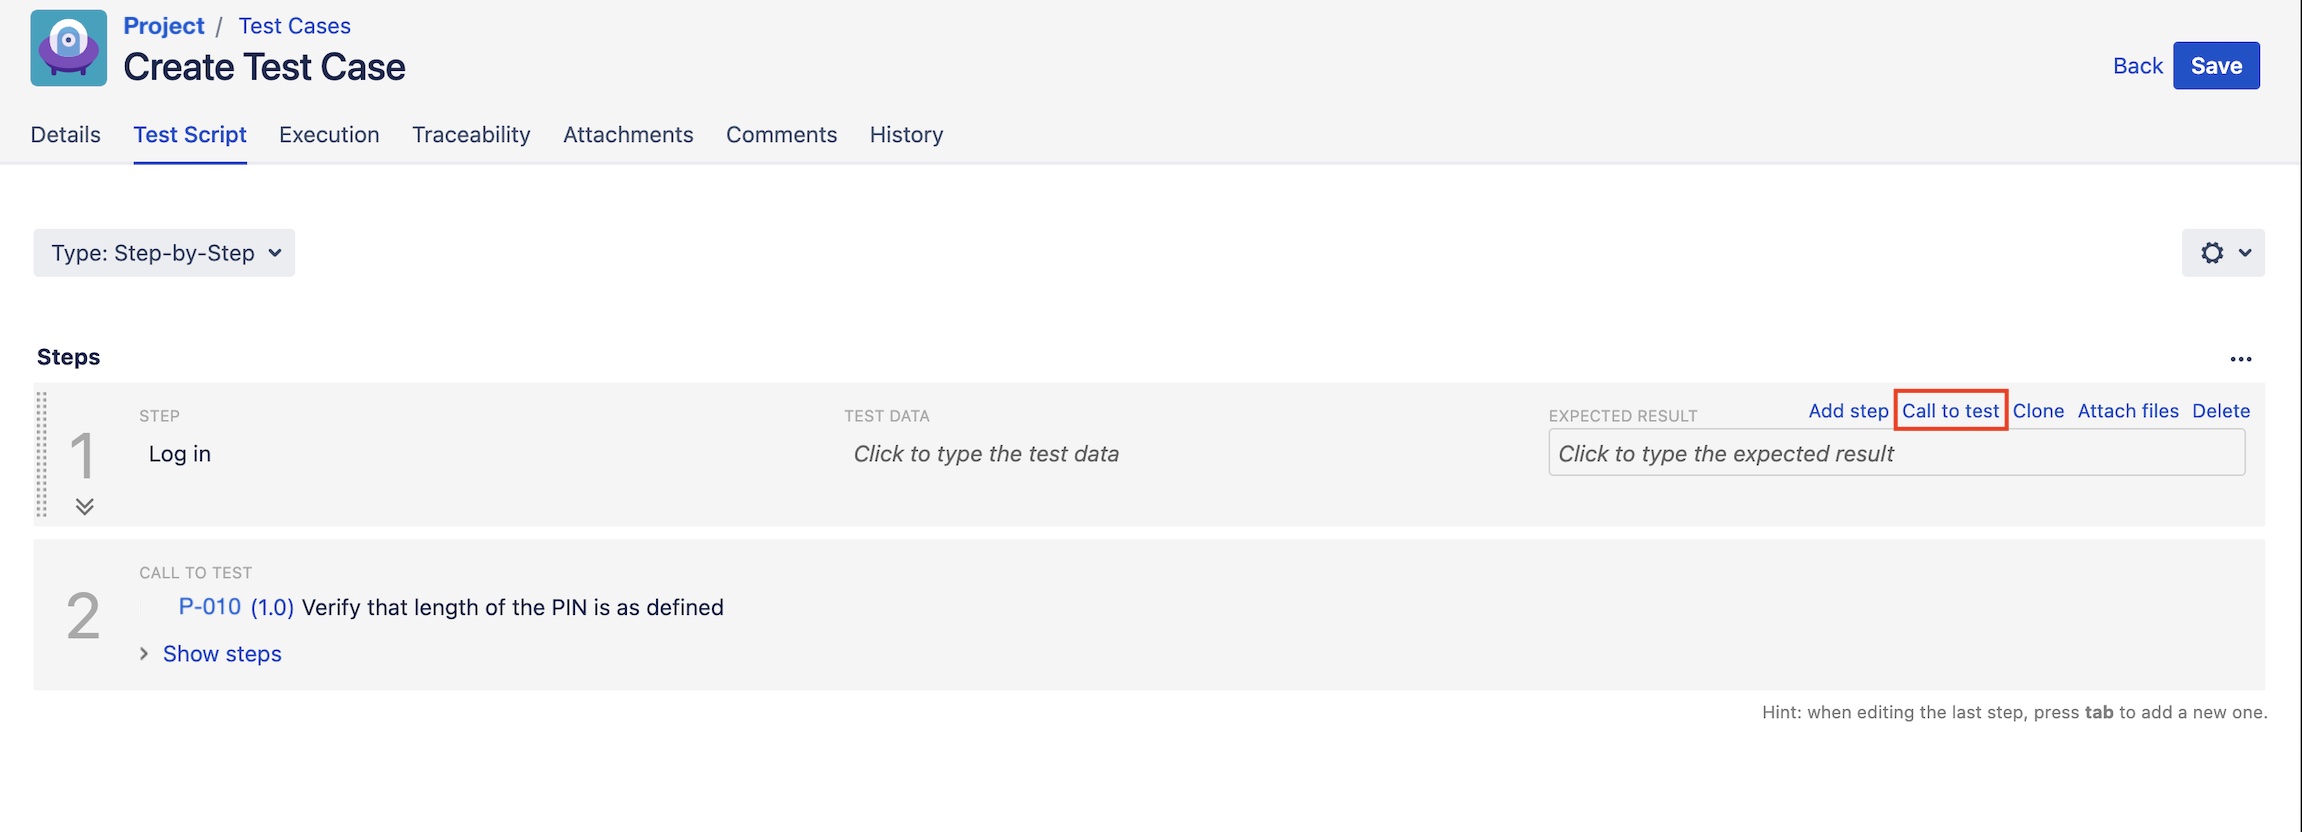 Project / Test Cases
Create Test Case
Back Save
Details Test Script Execution Traceability Attachments Comments History
Type: Step-by-Step
Steps
STEP TEST DATA EXPECTED RESULT Add step Call to test Clone Attach files Delete
1 Log in Click to type the test data Click to type the expected result
CALL TO TEST
2 P-010 (1.0) Verify that length of the PIN is as defined
Show steps
Hint: when editing the last step, press tab to add a new one.